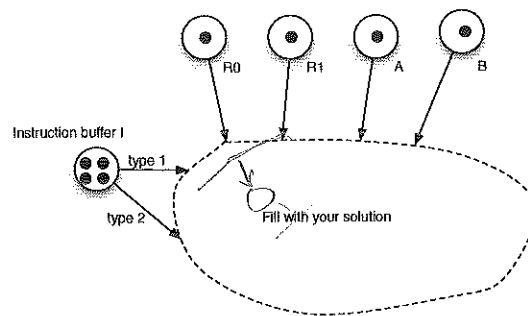 R0 R1 A B
Instruction buffer I
type 1
type 2
Fill with your solution